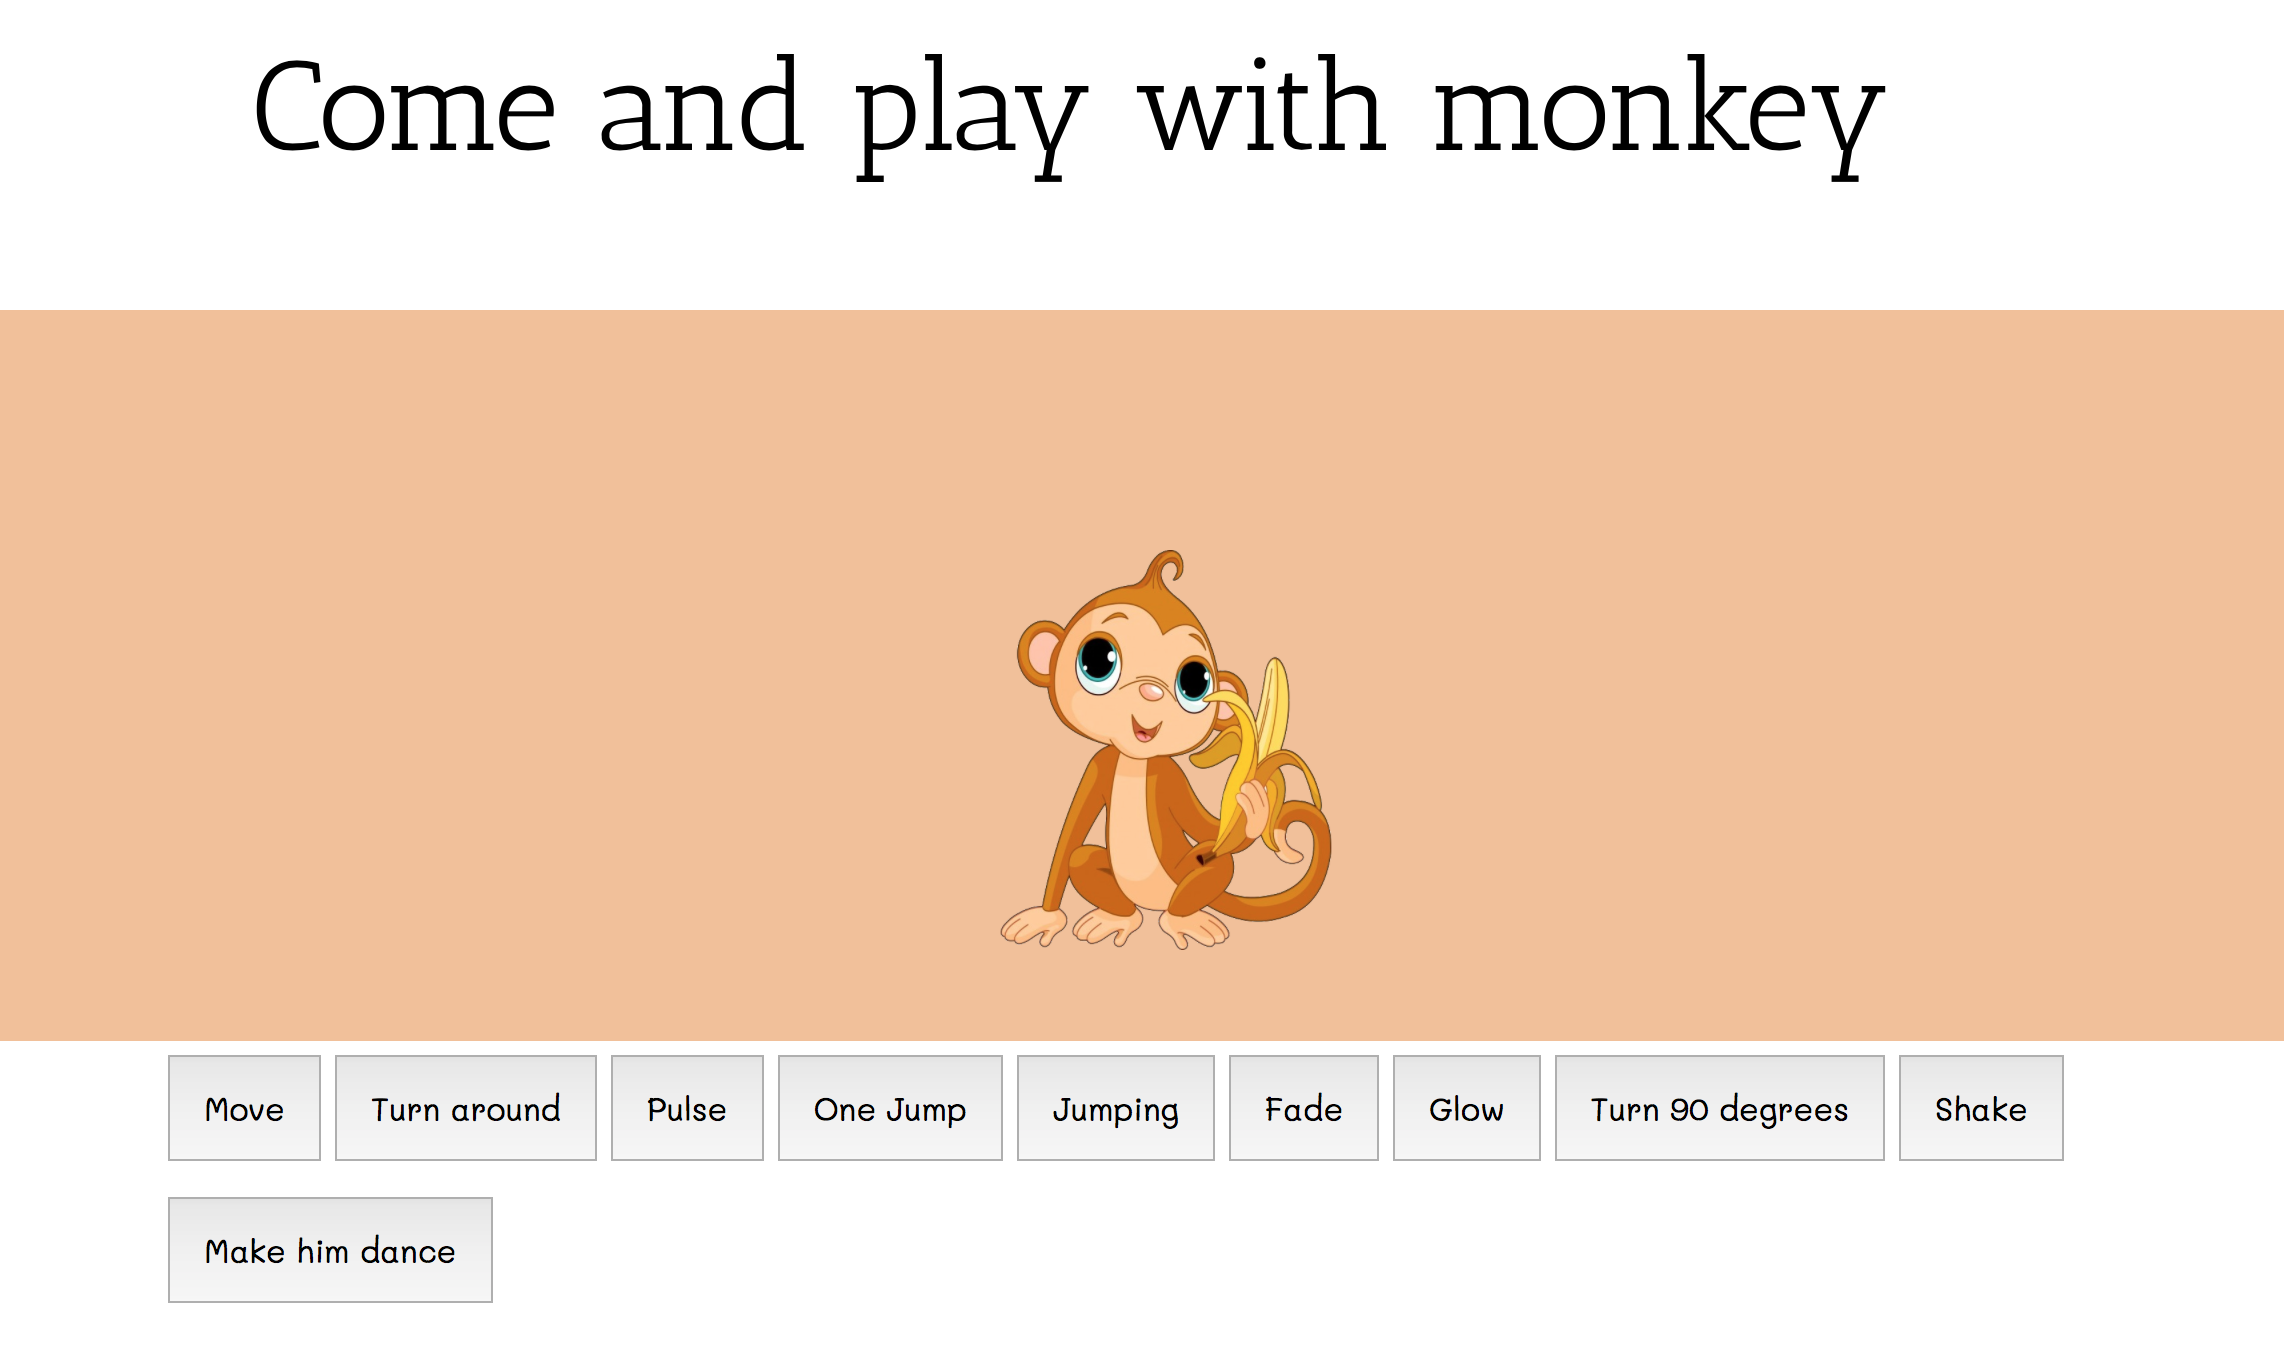 Come and play with monkey
Move Turn around Pulse One Jump Jumping Fade Glow Turn 90 degrees Shake
Make him dance